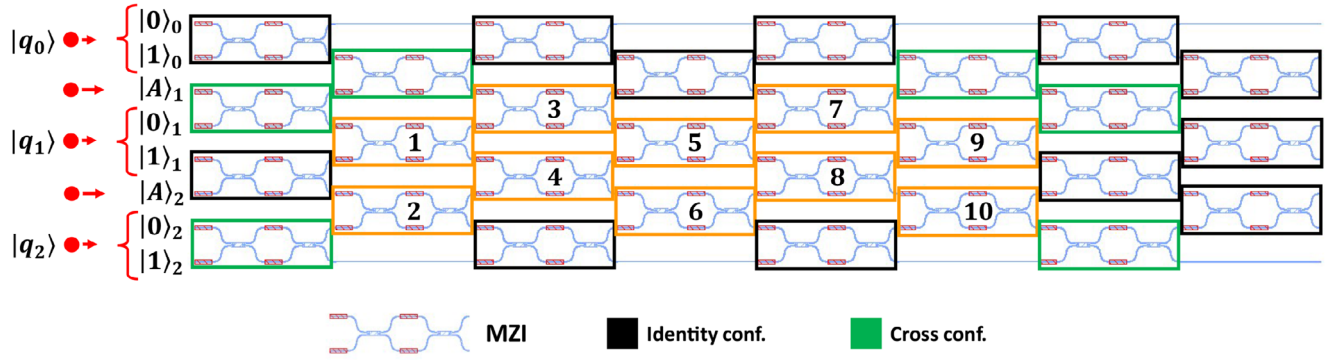 |q₀⟩ |0⟩₀
|1⟩₀
|A⟩₁
|q₁⟩ |0⟩₁
|1⟩₁
|A⟩₂
|q₂⟩ |0⟩₂
|1⟩₂
3 7
1 5 9
4 8
2 6 10
MZI Identity conf. Cross conf.